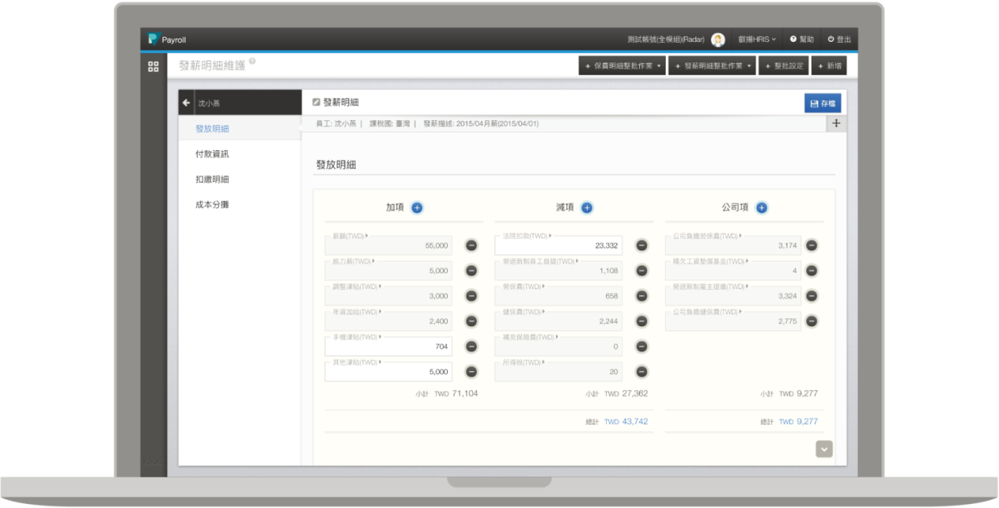 Payroll
測試帳號(全模組)(Radar) 叡揚HRIS 幫助 登出
發薪明細維護
+ 保費明細整批作業 + 發薪明細整批作業 + 整批設定 + 新增
沈小燕
發薪明細
存檔
員工: 沈小燕 | 課稅國: 臺灣 | 發薪描述: 2015/04月薪(2015/04/01)
發放明細
付款資訊
扣繳明細
成本分攤
發放明細
加項 減項 公司項
薪額(TWD) 法院扣款(TWD) 公司負擔勞保費(TWD)
55,000 23,332 3,174
能力薪(TWD) 勞退新制員工自提(TWD) 積欠工資墊償基金(TWD)
5,000 1,108 4
調整津貼(TWD) 勞保費(TWD) 勞退新制雇主提繳(TWD)
3,000 658 3,324
年資加給(TWD) 健保費(TWD) 公司負擔健保費(TWD)
2,400 2,244 2,775
手機津貼(TWD) 補充保險費(TWD)
704 0
其他津貼(TWD) 所得稅(TWD)
5,000 20
小計 TWD 71,104 小計 TWD 27,362 小計 TWD 9,277
總計 TWD 43,742 總計 TWD 9,277